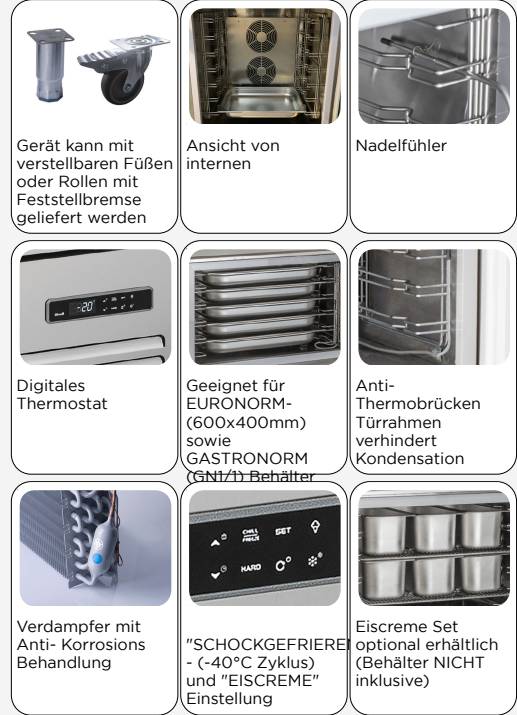 Gerät kann mit
verstellbaren Füßen
oder Rollen mit
Feststellbremse
geliefert werden
Ansicht von
internen
Nadelfühler
-20
Digitales
Thermostat
Geeignet für
EURONORM-
(600x400mm)
sowie
GASTRONORM
(GN1/1) Behälter
Anti-
Thermobrücken
Türrahmen
verhindert
Kondensation
Verdampfer mit
Anti- Korrosions
Behandlung
CHILL
FREEZE
SET
HARD
"SCHOCKGEFRIEREN
- (-40°C Zyklus)
und "EISCREME"
Einstellung
Eiscreme Set
optional erhältlich
(Behälter NICHT
inklusive)